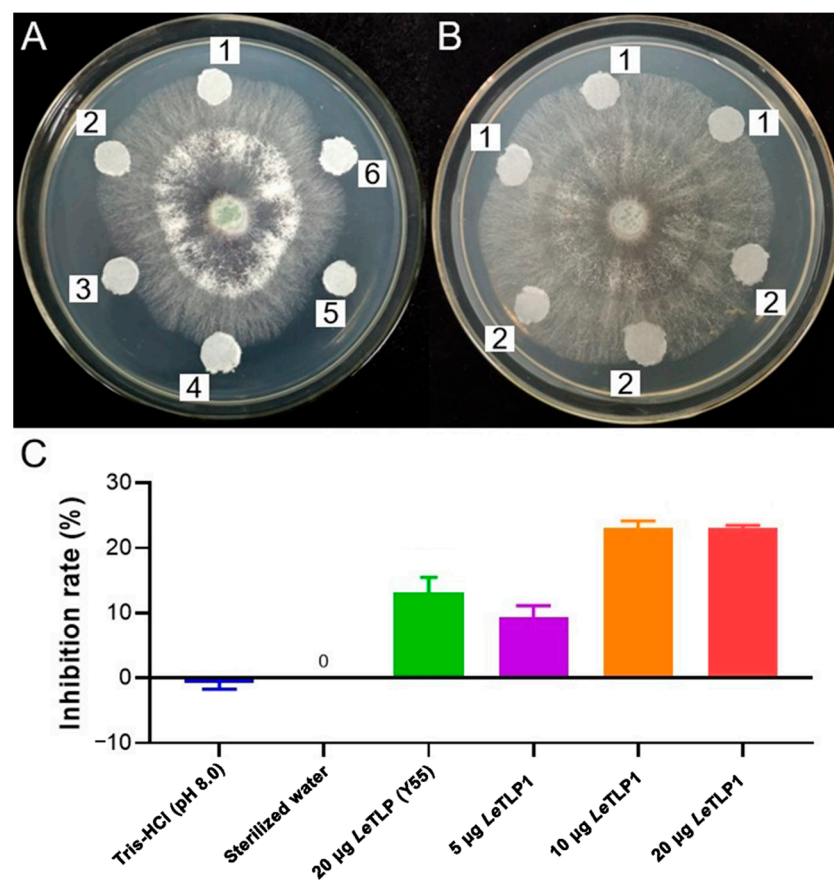 A
1
2
3
4
5
6
B
1
1
1
2
2
2
C
Inhibition rate (%)
30
20
10
0
−10
0
Tris-HCl (pH 8.0)
Sterilized water
20 μg LeTLP (Y55)
5 μg LeTLP1
10 μg LeTLP1
20 μg LeTLP1